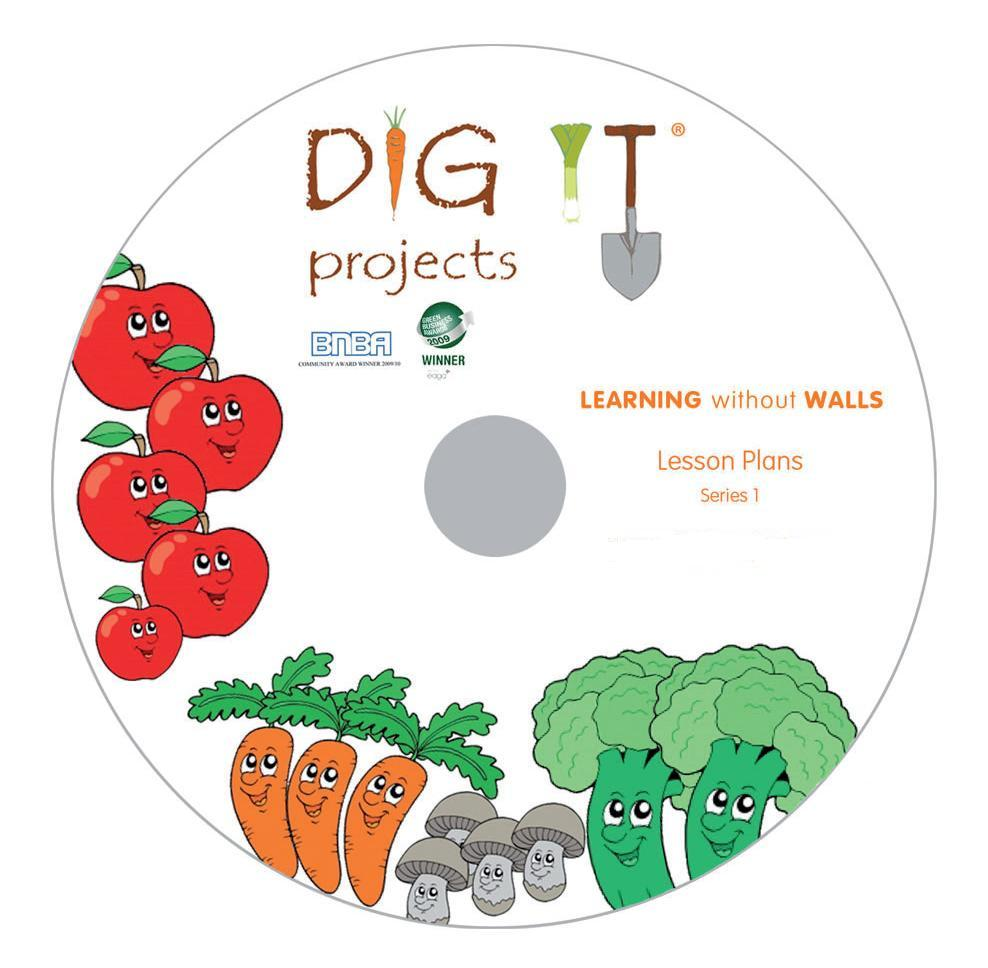 DIG IT ®
projects
BNBA
COMMUNITY AWARD WINNER 2009/10
GREEN
BUSINESS
AWARDS
2009
WINNER
eaga
LEARNING without WALLS
Lesson Plans
Series 1